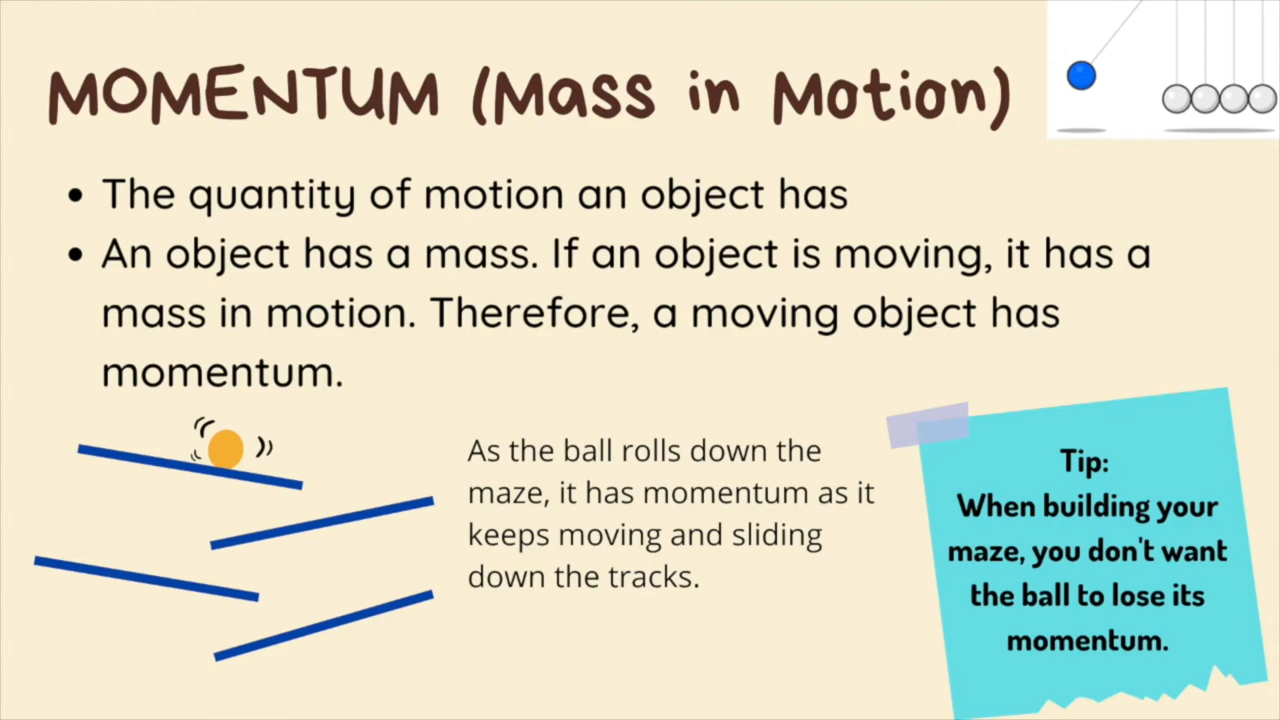 MOMENTUM (Mass in Motion)
• The quantity of motion an object has
• An object has a mass. If an object is moving, it has a
mass in motion. Therefore, a moving object has
momentum.
As the ball rolls down the
maze, it has momentum as it
keeps moving and sliding
down the tracks.
Tip:
When building your
maze, you don't want
the ball to lose its
momentum.